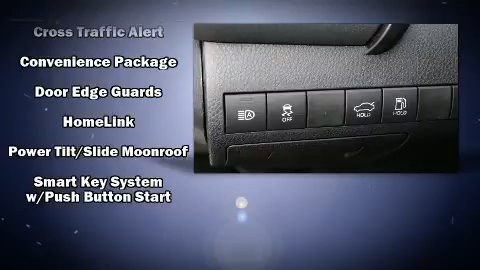 Cross Traffic Alert
Convenience Package
Door Edge Guards
HomeLink
Power Tilt/Slide Moonroof
Smart Key System
w/Push Button Start
A
OFF
HOLD
HOLD